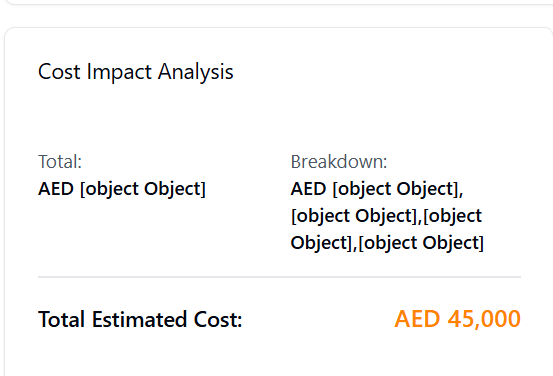 Cost Impact Analysis
Total:
AED [object Object]
Breakdown:
AED [object Object],
[object Object],[object
Object],[object Object]
Total Estimated Cost:
AED 45,000